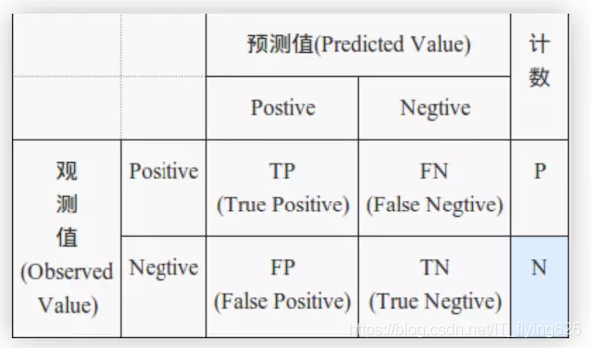 预测值(Predicted Value)
计
数
Postive
Negtive
观
测
值
(Observed
Value)
Positive
TP
(True Positive)
FN
(False Negtive)
P
Negtive
FP
(False Positive)
TN
(True Negtive)
N
https://blog.csdn.net/IT_flying625